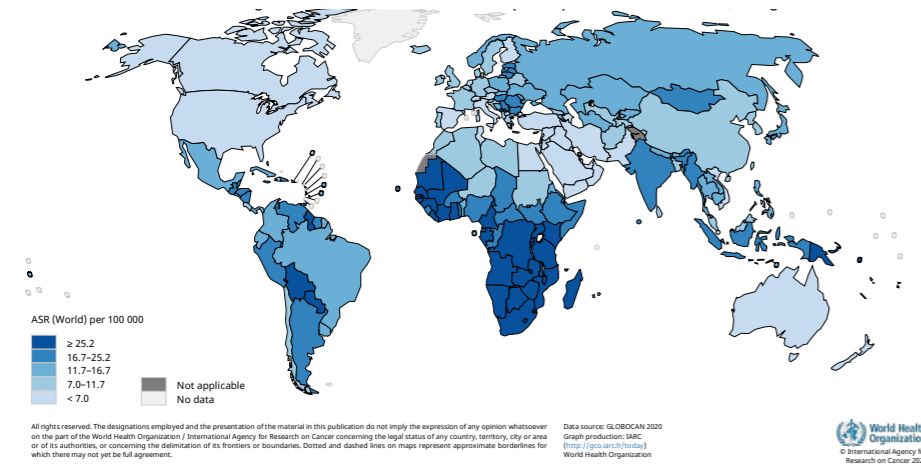 ASR (World) per 100 000
≥ 25.2
16.7–25.2
11.7–16.7
7.0–11.7
< 7.0
Not applicable
No data
All rights reserved. The designations employed and the presentation of the material in this publication do not imply the expression of any opinion whatsoever
on the part of the World Health Organization / International Agency for Research on Cancer concerning the legal status of any country, territory, city or area
or of its authorities, or concerning the delimitation of its frontiers or boundaries. Dotted and dashed lines on maps represent approximate borderlines for
which there may not yet be full agreement.
Data source: GLOBOCAN 2020
Graph production: IARC
(http://gco.iarc.fr/today)
World Health Organization
World Healt
Organizatio
© International Agency f
Research on Cancer 202